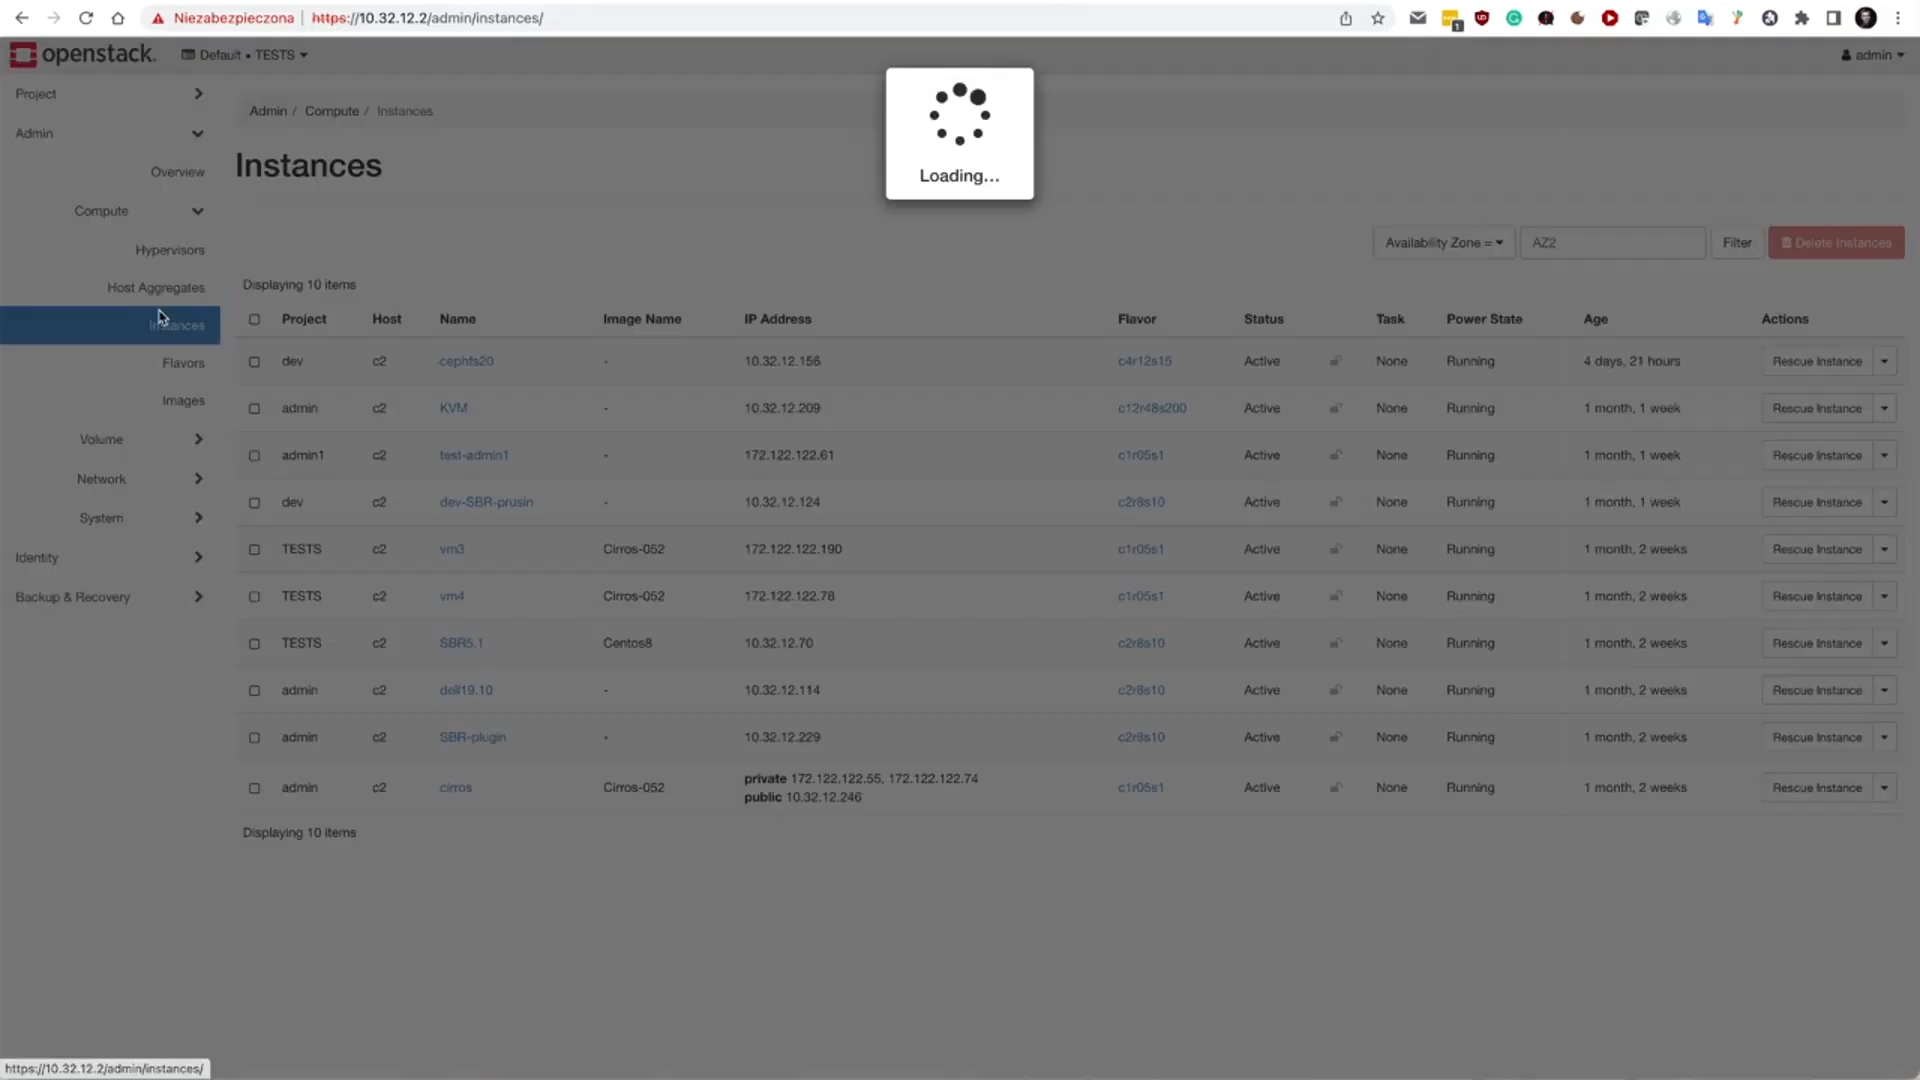 Niezabezpieczona https://10.32.12.2/admin/instances/
openstack. Default • TESTS admin
Loading...
Project
Admin
Overview
Compute
Hypervisors
Host Aggregates
Instances
Flavors
Images
Volume
Network
System
Identity
Backup & Recovery
Admin / Compute / Instances
Instances
Availability Zone = AZ2 Filter Delete Instances
Displaying 10 items
Project Host Name Image Name IP Address Flavor Status Task Power State Age Actions
dev c2 cephfs20 - 10.32.12.156 c4r12s15 Active None Running 4 days, 21 hours Rescue Instance
admin c2 KVM - 10.32.12.209 c12r48s200 Active None Running 1 month, 1 week Rescue Instance
admin1 c2 test-admin1 - 172.122.122.61 c1r05s1 Active None Running 1 month, 1 week Rescue Instance
dev c2 dev-SBR-prusin - 10.32.12.124 c2r8s10 Active None Running 1 month, 1 week Rescue Instance
TESTS c2 vm3 Cirros-052 172.122.122.190 c1r05s1 Active None Running 1 month, 2 weeks Rescue Instance
TESTS c2 vm4 Cirros-052 172.122.122.78 c1r05s1 Active None Running 1 month, 2 weeks Rescue Instance
TESTS c2 SBR5.1 Centos8 10.32.12.70 c2r8s10 Active None Running 1 month, 2 weeks Rescue Instance
admin c2 dell19.10 - 10.32.12.114 c2r8s10 Active None Running 1 month, 2 weeks Rescue Instance
admin c2 SBR-plugin - 10.32.12.229 c2r8s10 Active None Running 1 month, 2 weeks Rescue Instance
admin c2 cirros Cirros-052 private 172.122.122.55, 172.122.122.74 c1r05s1 Active None Running 1 month, 2 weeks Rescue Instance
public 10.32.12.246
Displaying 10 items
https://10.32.12.2/admin/instances/